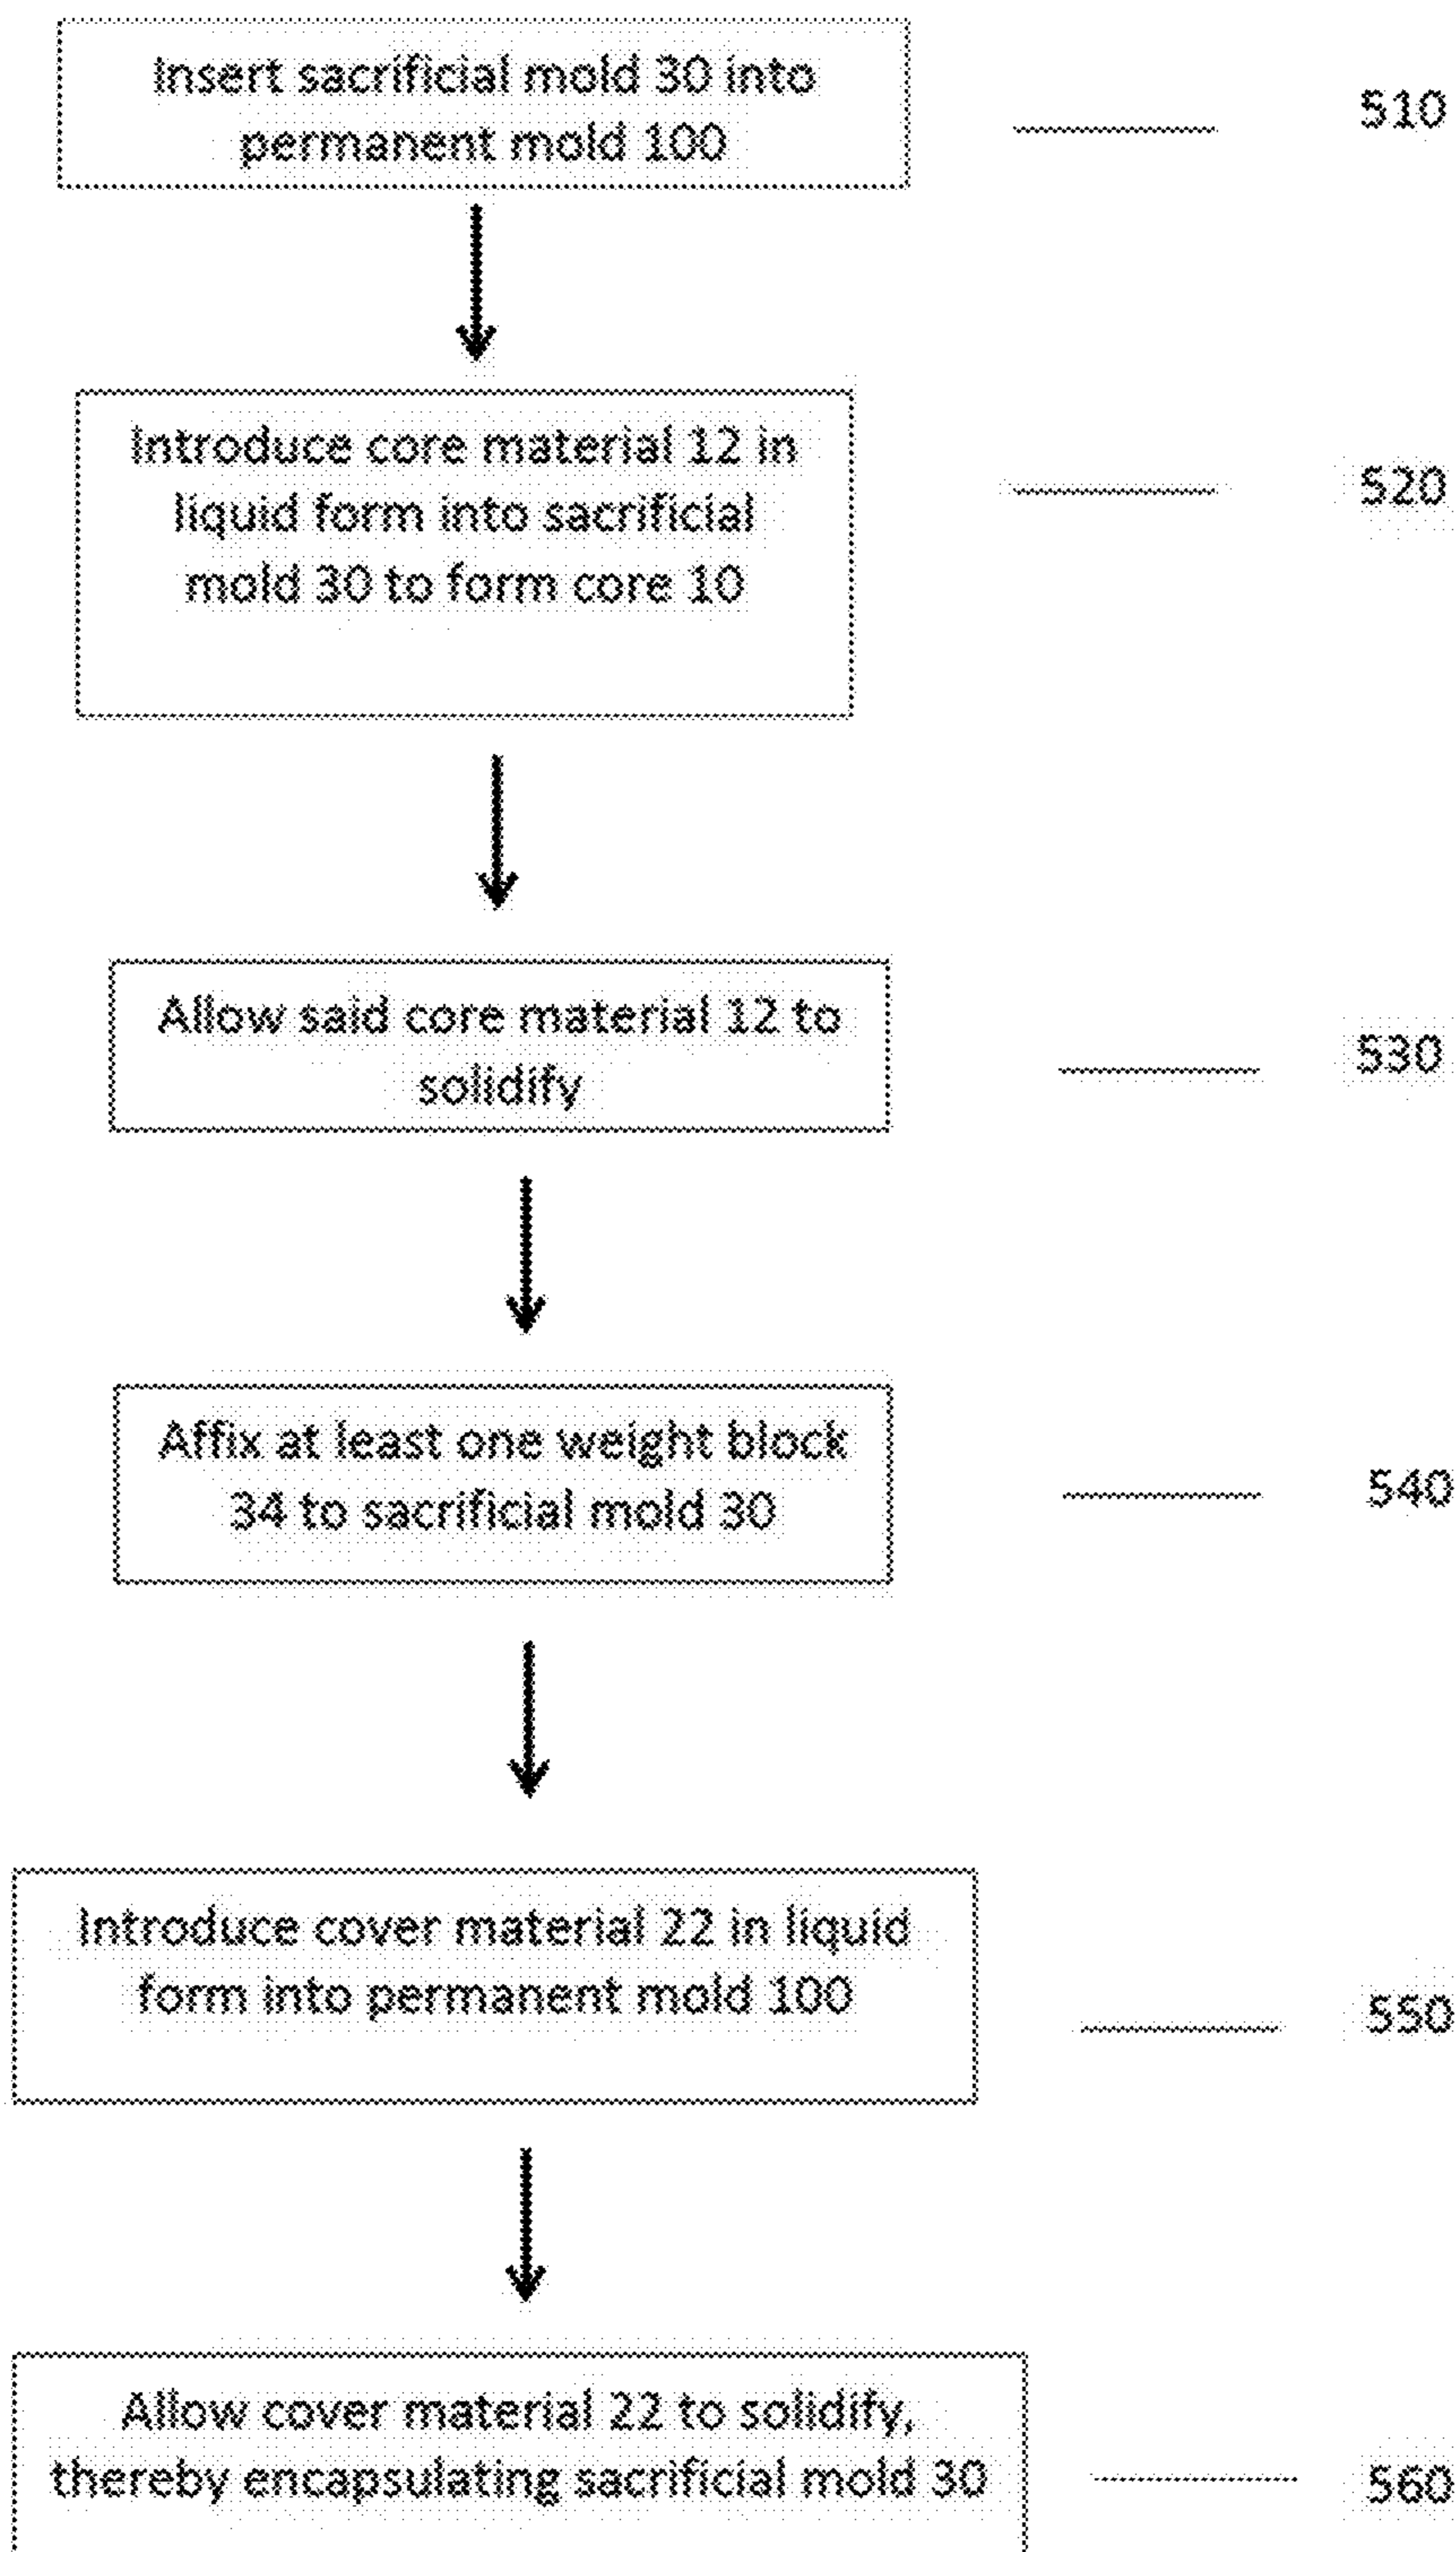 Insert sacrificial mold 30 into
permanent mold 100
510
Introduce core material 12 in
liquid form into sacrificial
mold 30 to form core 10
520
Allow said core material 12 to
solidify
530
Affix at least one weight block
34 to sacrificial mold 30
540
Introduce cover material 22 in liquid
form into permanent mold 100
550
Allow cover material 22 to solidify,
thereby encapsulating sacrificial mold 30
560